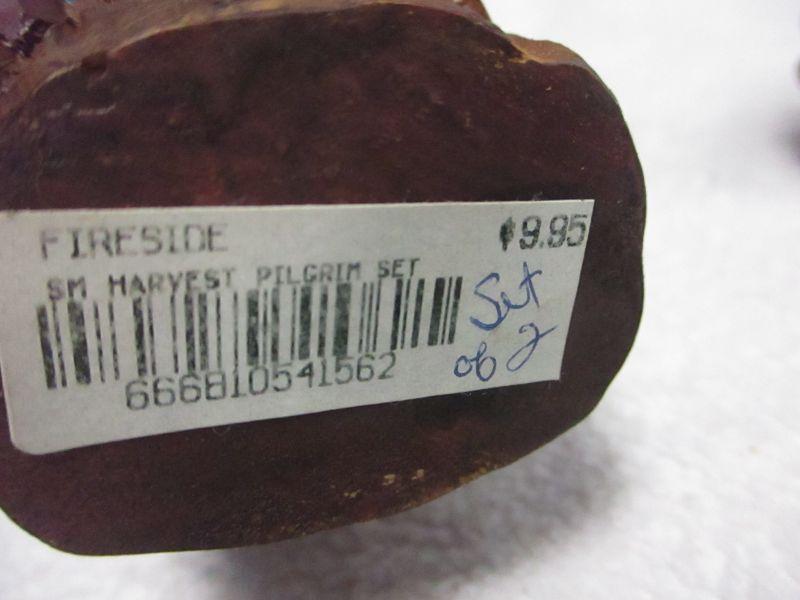 FIRESIDE $9.95
SM HARVEST PILGRIM SET
666810541562
Set
of 2